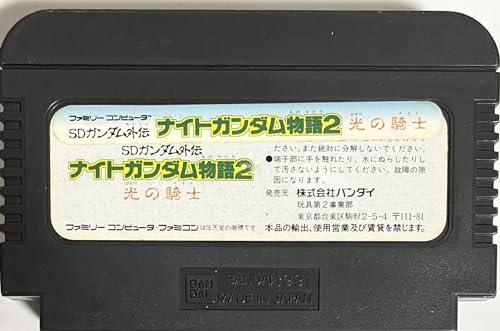 ファミリー コンピュータ™
SDガンダム外伝 ナイトガンダム物語2 光の騎士
SDガンダム外伝
ナイトガンダム物語2
光の騎士
ファミリー コンピュータ・ファミコンは任天堂の商標です
ださい。また絶対に分解しないでください。
●端子部に手を触れたり、水にぬらしたりし
て汚さないようにしてください。故障の原
因になります。
発売元 株式会社バンダイ
玩具第2事業部
東京都台東区駒形2-5-4 〒111-81
本品の輸出、使用営業及び賃貸を禁じます。
BAN
DAI
BANDAI 1991
MADE IN JAPAN